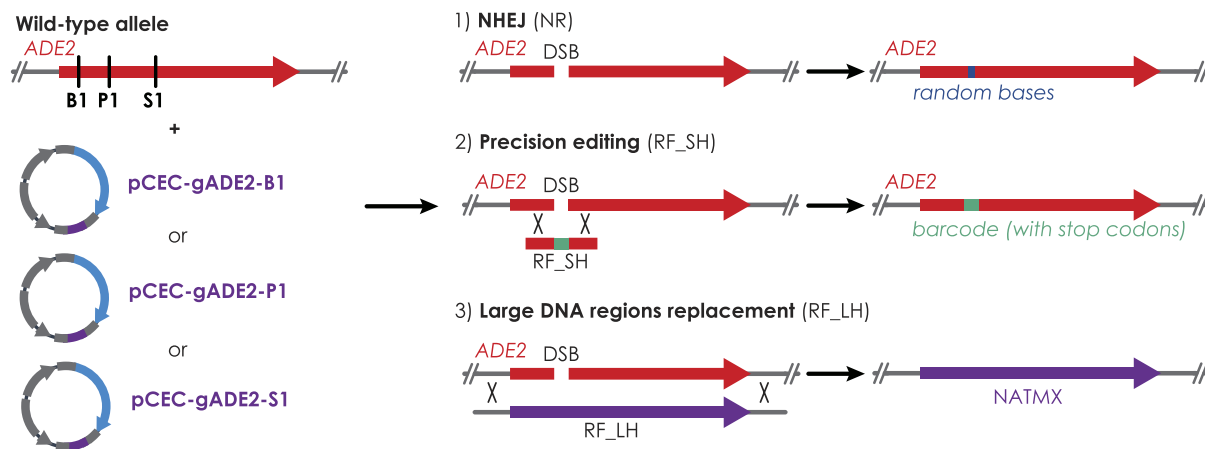 Wild-type allele
ADE2
B1 P1 S1
+
pCEC-gADE2-B1
or
pCEC-gADE2-P1
or
pCEC-gADE2-S1
1) NHEJ (NR)
ADE2 DSB
ADE2
random bases
2) Precision editing (RF_SH)
ADE2 DSB
RF_SH
ADE2
barcode (with stop codons)
3) Large DNA regions replacement (RF_LH)
ADE2 DSB
RF_LH
NATMX